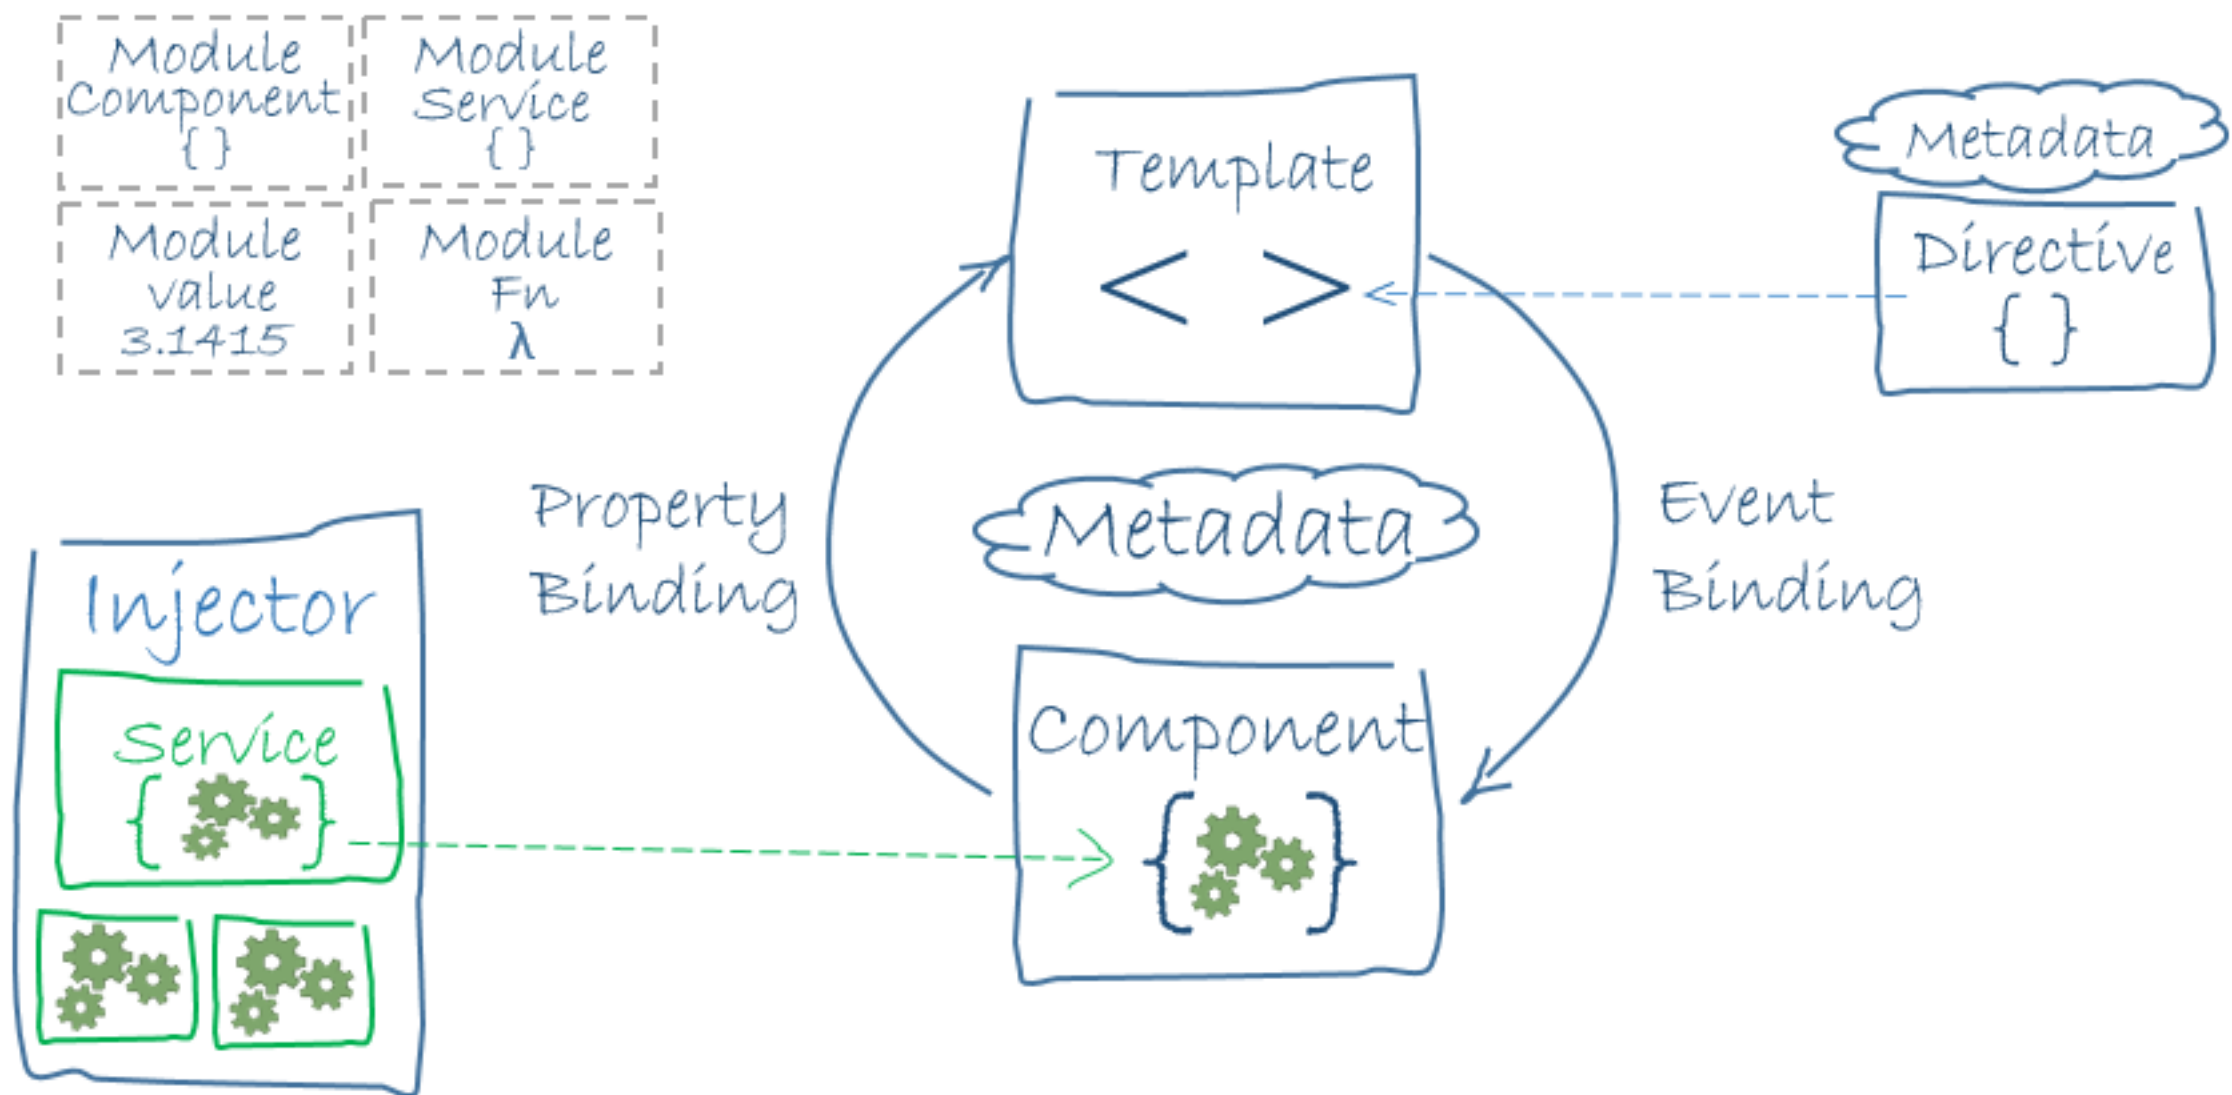 Module
Component
{ }
Module
Service
{ }
Module
value
3.1415
Module
Fn
λ
Template
< >
Metadata
Directive
{ }
Property
Binding
Metadata
Event
Binding
Injector
Service
{ }
Component
{ }